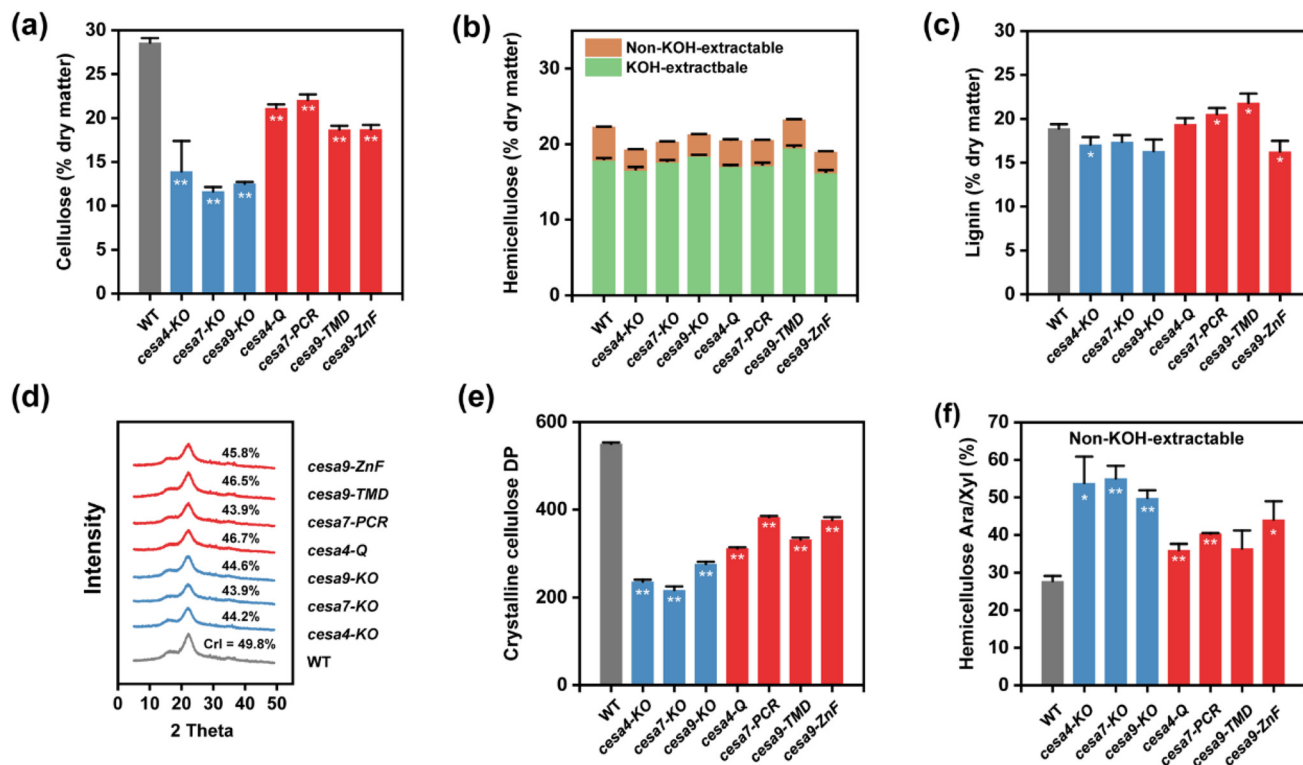 (a)
Cellulose (% dry matter)
30
25
20
15
10
5
0
**
**
**
**
**
**
**
WT
cesa4-KO
cesa7-KO
cesa9-KO
cesa4-Q
cesa7-PCR
cesa9-TMD
cesa9-ZnF
(b)
Hemicellulose (% dry matter)
30
20
10
0
Non-KOH-extractable
KOH-extractbale
WT
cesa4-KO
cesa7-KO
cesa9-KO
cesa4-Q
cesa7-PCR
cesa9-TMD
cesa9-ZnF
(c)
Lignin (% dry matter)
30
25
20
15
10
5
0
*
*
*
*
WT
cesa4-KO
cesa7-KO
cesa9-KO
cesa4-Q
cesa7-PCR
cesa9-TMD
cesa9-ZnF
(d)
Intensity
45.8% cesa9-ZnF
46.5% cesa9-TMD
43.9% cesa7-PCR
46.7% cesa4-Q
44.6% cesa9-KO
43.9% cesa7-KO
44.2% cesa4-KO
CrI = 49.8% WT
0 10 20 30 40 50
2 Theta
(e)
Crystalline cellulose DP
600
400
200
0
**
**
**
**
**
**
**
WT
cesa4-KO
cesa7-KO
cesa9-KO
cesa4-Q
cesa7-PCR
cesa9-TMD
cesa9-ZnF
(f)
Hemicellulose Ara/Xyl (%)
70
60
50
40
30
20
10
0
Non-KOH-extractable
*
**
**
**
**
*
WT
cesa4-KO
cesa7-KO
cesa9-KO
cesa4-Q
cesa7-PCR
cesa9-TMD
cesa9-ZnF